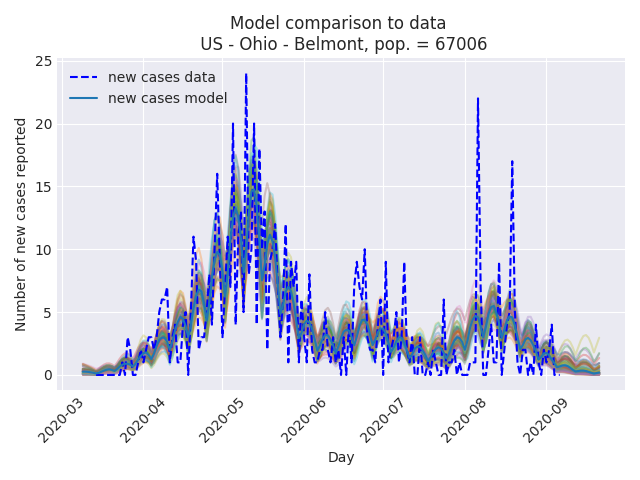 Model comparison to data
US - Ohio - Belmont, pop. = 67006
25
20
15
10
5
0
Number of new cases reported
new cases data
new cases model
2020-03
2020-04
2020-05
2020-06
2020-07
2020-08
2020-09
Day